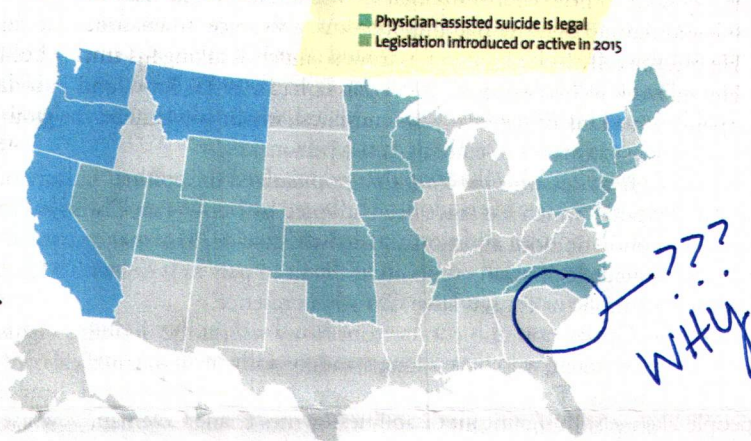 Physician-assisted suicide is legal
Legislation introduced or active in 2015
???
WHY